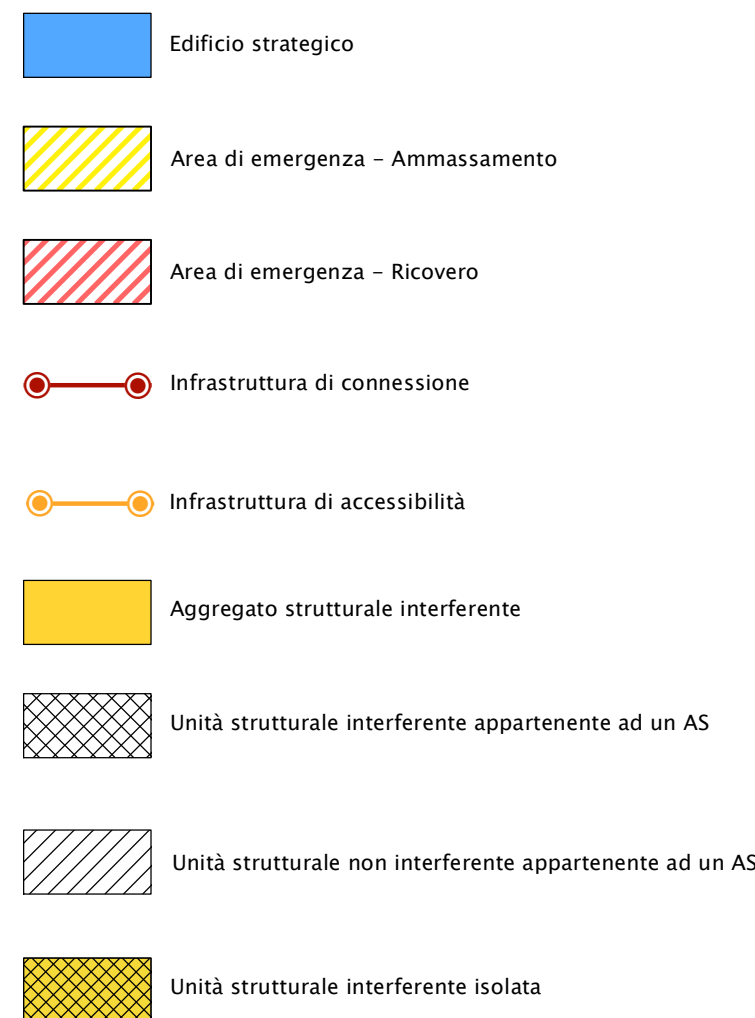 Edificio strategico
Area di emergenza - Ammassamento
Area di emergenza - Ricovero
Infrastruttura di connessione
Infrastruttura di accessibilità
Aggregato strutturale interferente
Unità strutturale interferente appartenente ad un AS
Unità strutturale non interferente appartenente ad un AS
Unità strutturale interferente isolata